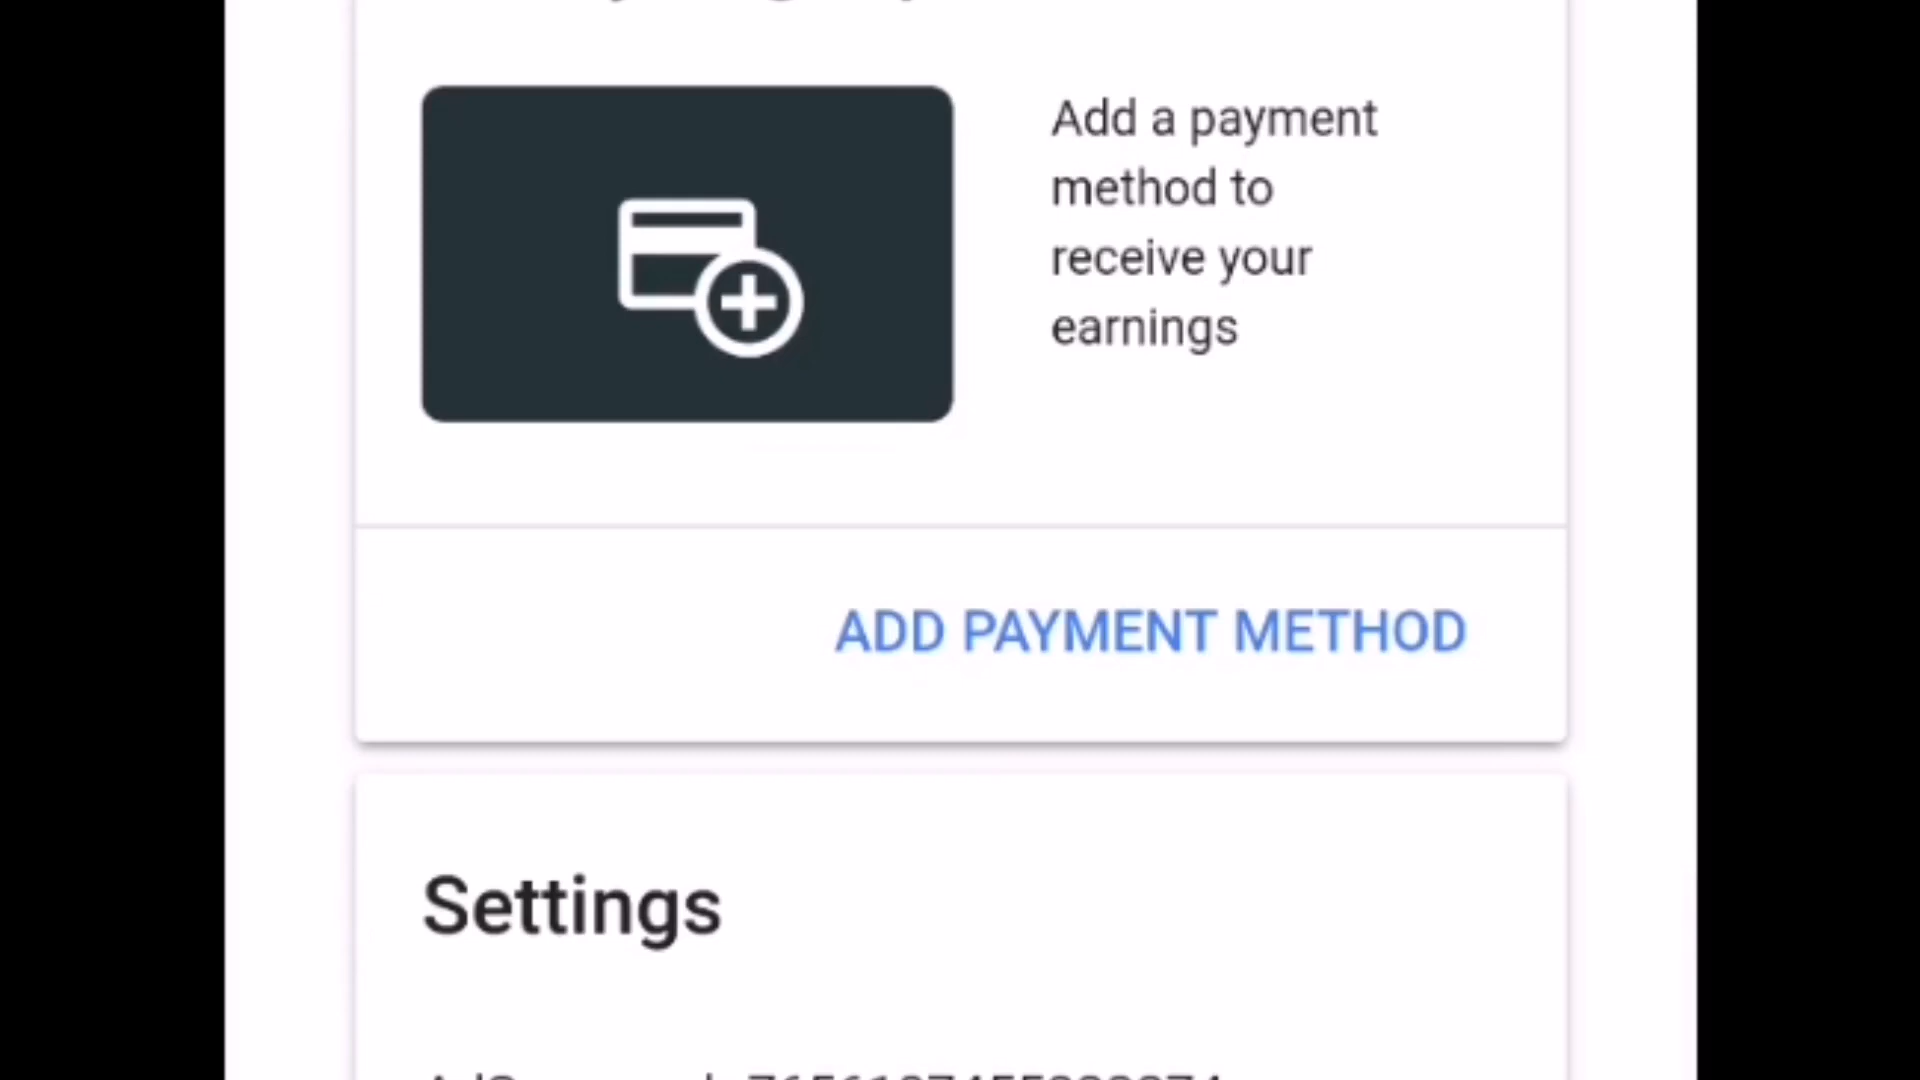 Add a payment
method to
receive your
earnings
ADD PAYMENT METHOD
Settings